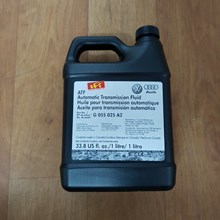 ATF
Audi
Automatic Transmission Fluid
Huile pour transmission automatique
Aceite para transmisión automática
G 055 025 A2
33.8 US fl. oz./1 litre/ 1 litro